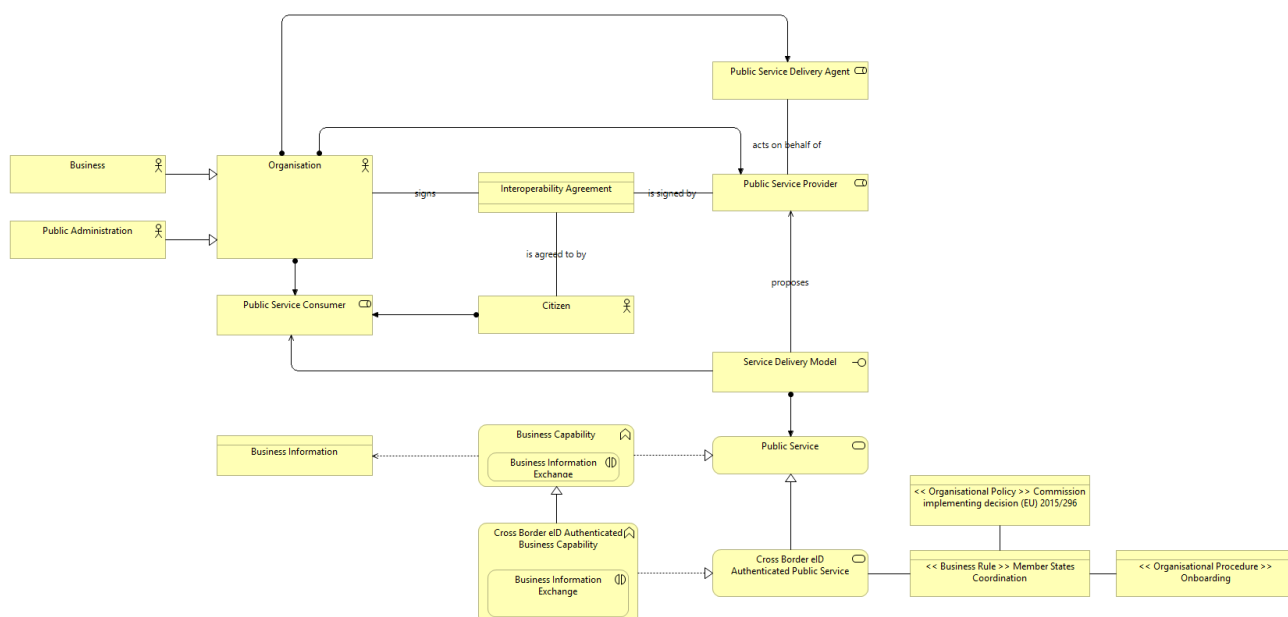 Public Service Delivery Agent
acts on behalf of
Business
Organisation
Interoperability Agreement
Public Service Provider
signs
is signed by
Public Administration
is agreed to by
proposes
Public Service Consumer
Citizen
Service Delivery Model
Business Capability
Public Service
Business Information
Business Information
Exchange
<< Organisational Policy >> Commission
implementing decision (EU) 2015/296
Cross Border eID Authenticated
Business Capability
Cross Border eID
Authenticated Public Service
<< Business Rule >> Member States
Coordination
<< Organisational Procedure >>
Onboarding
Business Information
Exchange